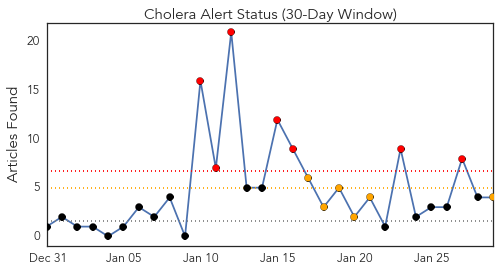 Cholera Alert Status (30-Day Window)
Articles Found
20
15
10
5
0
Dec 31 Jan 05 Jan 10 Jan 15 Jan 20 Jan 25